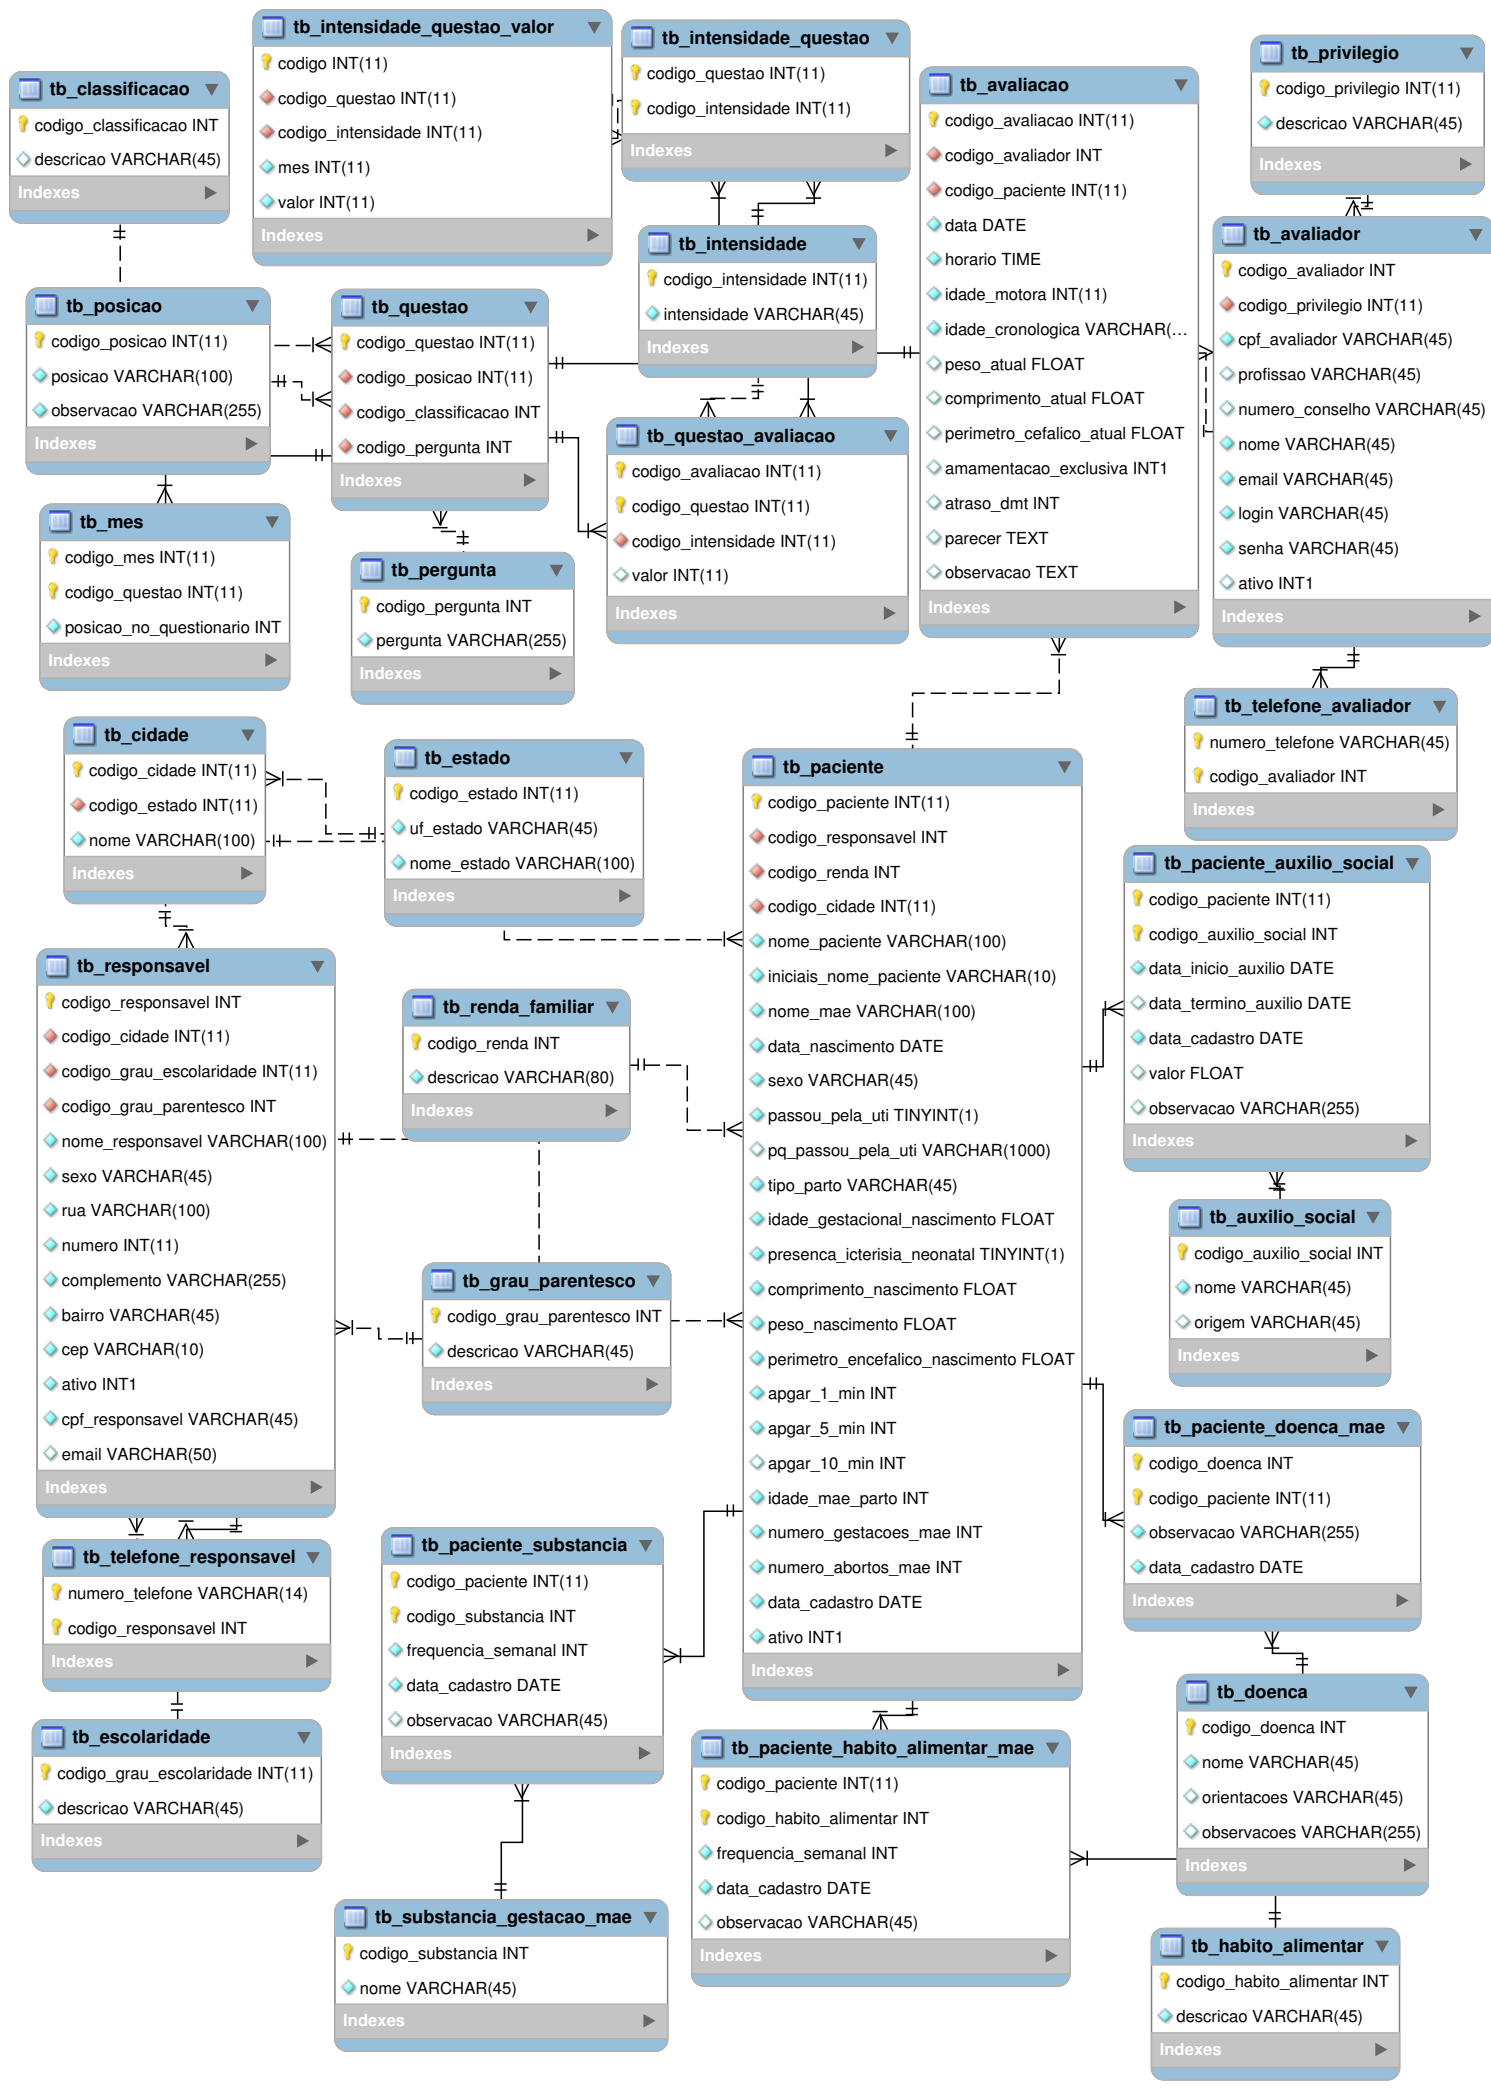 tb_classificacao
codigo_classificacao INT
descricao VARCHAR(45)
Indexes
tb_intensidade_questao_valor
codigo INT(11)
codigo_questao INT(11)
codigo_intensidade INT(11)
mes INT(11)
valor INT(11)
Indexes
tb_intensidade_questao
codigo_questao INT(11)
codigo_intensidade INT(11)
Indexes
tb_avaliacao
codigo_avaliacao INT(11)
codigo_avaliador INT
codigo_paciente INT(11)
data DATE
horario TIME
idade_motora INT(11)
idade_cronologica VARCHAR(...
peso_atual FLOAT
comprimento_atual FLOAT
perimetro_cefalico_atual FLOAT
amamentacao_exclusiva INT1
atraso_dmt INT
parecer TEXT
observacao TEXT
Indexes
tb_privilegio
codigo_privilegio INT(11)
descricao VARCHAR(45)
Indexes
tb_avaliador
codigo_avaliador INT
codigo_privilegio INT(11)
cpf_avaliador VARCHAR(45)
profissao VARCHAR(45)
numero_conselho VARCHAR(45)
nome VARCHAR(45)
email VARCHAR(45)
login VARCHAR(45)
senha VARCHAR(45)
ativo INT1
Indexes
tb_intensidade
codigo_intensidade INT(11)
intensidade VARCHAR(45)
Indexes
tb_posicao
codigo_posicao INT(11)
posicao VARCHAR(100)
observacao VARCHAR(255)
Indexes
tb_questao
codigo_questao INT(11)
codigo_posicao INT(11)
codigo_classificacao INT
codigo_pergunta INT
Indexes
tb_questao_avaliacao
codigo_avaliacao INT(11)
codigo_questao INT(11)
codigo_intensidade INT(11)
valor INT(11)
Indexes
tb_mes
codigo_mes INT(11)
codigo_questao INT(11)
posicao_no_questionario INT
Indexes
tb_pergunta
codigo_pergunta INT
pergunta VARCHAR(255)
Indexes
tb_telefone_avaliador
numero_telefone VARCHAR(45)
codigo_avaliador INT
Indexes
tb_cidade
codigo_cidade INT(11)
codigo_estado INT(11)
nome VARCHAR(100)
Indexes
tb_estado
codigo_estado INT(11)
uf_estado VARCHAR(45)
nome_estado VARCHAR(100)
Indexes
tb_paciente
codigo_paciente INT(11)
codigo_responsavel INT
codigo_renda INT
codigo_cidade INT(11)
nome_paciente VARCHAR(100)
iniciais_nome_paciente VARCHAR(10)
nome_mae VARCHAR(100)
data_nascimento DATE
sexo VARCHAR(45)
passou_pela_uti TINYINT(1)
pq_passou_pela_uti VARCHAR(1000)
tipo_parto VARCHAR(45)
idade_gestacional_nascimento FLOAT
presenca_icterisia_neonatal TINYINT(1)
comprimento_nascimento FLOAT
peso_nascimento FLOAT
perimetro_encefalico_nascimento FLOAT
apgar_1_min INT
apgar_5_min INT
apgar_10_min INT
idade_mae_parto INT
numero_gestacoes_mae INT
numero_abortos_mae INT
data_cadastro DATE
ativo INT1
Indexes
tb_paciente_auxilio_social
codigo_paciente INT(11)
codigo_auxilio_social INT
data_inicio_auxilio DATE
data_termino_auxilio DATE
data_cadastro DATE
valor FLOAT
observacao VARCHAR(255)
Indexes
tb_responsavel
codigo_responsavel INT
codigo_cidade INT(11)
codigo_grau_escolaridade INT(11)
codigo_grau_parentesco INT
nome_responsavel VARCHAR(100)
sexo VARCHAR(45)
rua VARCHAR(100)
numero INT(11)
complemento VARCHAR(255)
bairro VARCHAR(45)
cep VARCHAR(10)
ativo INT1
cpf_responsavel VARCHAR(45)
email VARCHAR(50)
Indexes
tb_renda_familiar
codigo_renda INT
descricao VARCHAR(80)
Indexes
tb_auxilio_social
codigo_auxilio_social INT
nome VARCHAR(45)
origem VARCHAR(45)
Indexes
tb_grau_parentesco
codigo_grau_parentesco INT
descricao VARCHAR(45)
Indexes
tb_paciente_doenca_mae
codigo_doenca INT
codigo_paciente INT(11)
observacao VARCHAR(255)
data_cadastro DATE
Indexes
tb_telefone_responsavel
numero_telefone VARCHAR(14)
codigo_responsavel INT
Indexes
tb_paciente_substancia
codigo_paciente INT(11)
codigo_substancia INT
frequencia_semanal INT
data_cadastro DATE
observacao VARCHAR(45)
Indexes
tb_doenca
codigo_doenca INT
nome VARCHAR(45)
orientacoes VARCHAR(45)
observacoes VARCHAR(255)
Indexes
tb_escolaridade
codigo_grau_escolaridade INT(11)
descricao VARCHAR(45)
Indexes
tb_paciente_habito_alimentar_mae
codigo_paciente INT(11)
codigo_habito_alimentar INT
frequencia_semanal INT
data_cadastro DATE
observacao VARCHAR(45)
Indexes
tb_substancia_gestacao_mae
codigo_substancia INT
nome VARCHAR(45)
Indexes
tb_habito_alimentar
codigo_habito_alimentar INT
descricao VARCHAR(45)
Indexes